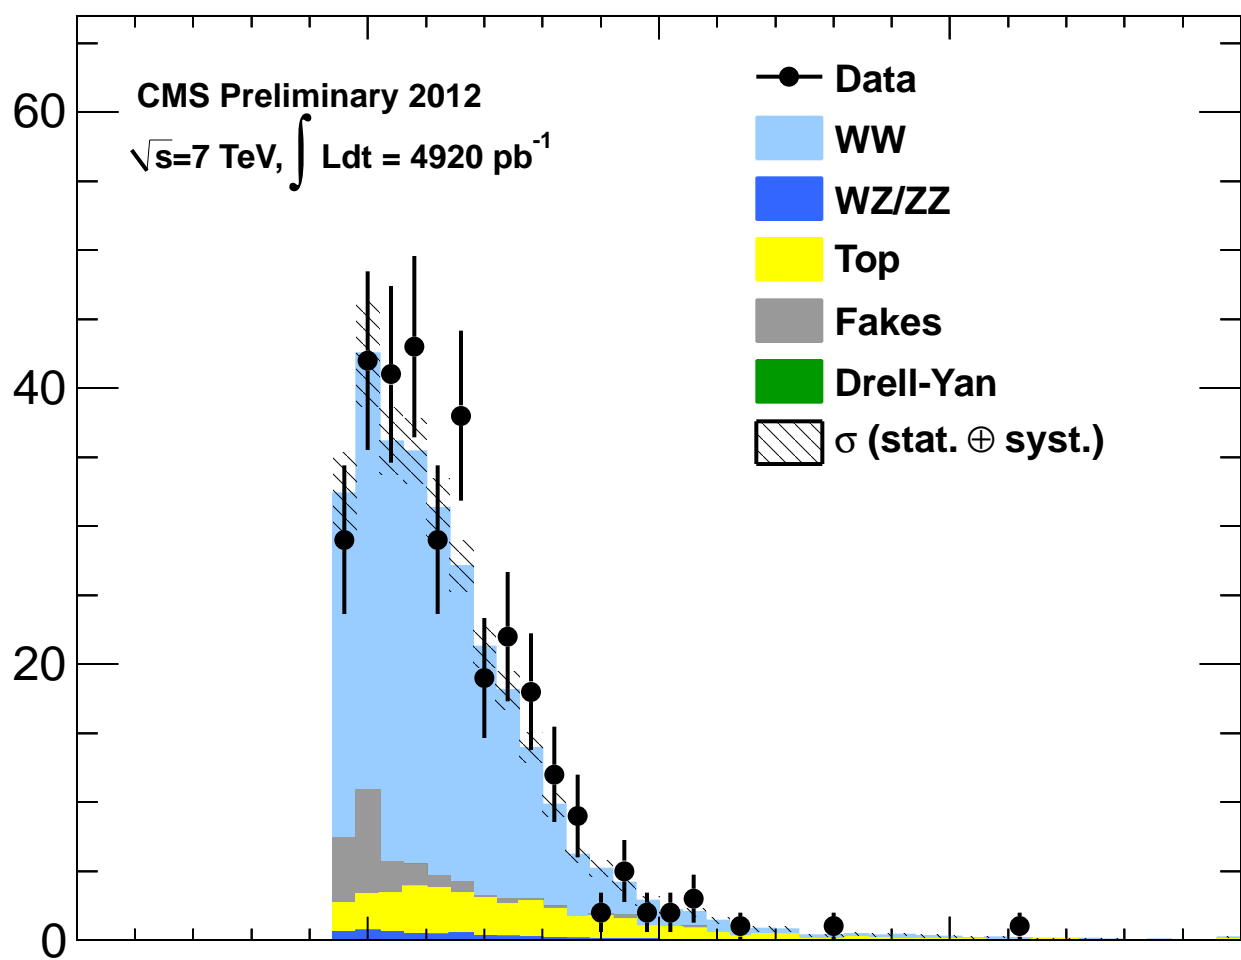 CMS Preliminary 2012
√s=7 TeV, ∫ Ldt = 4920 pb⁻¹
Data
WW
WZ/ZZ
Top
Fakes
Drell-Yan
σ (stat. ⊕ syst.)
60
40
20
0